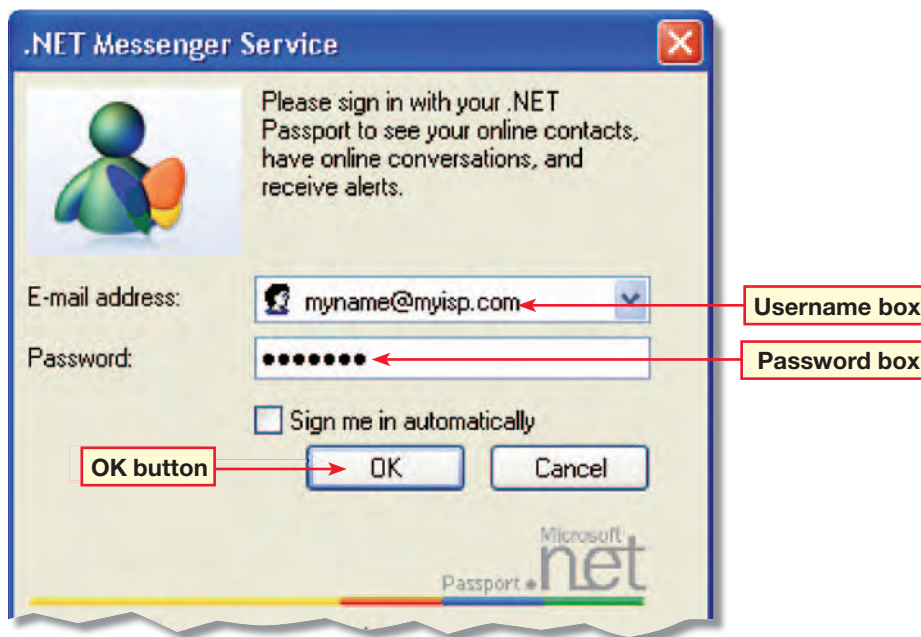 .NET Messenger Service
Please sign in with your .NET
Passport to see your online contacts,
have online conversations, and
receive alerts.
E-mail address:
myname@myisp.com
Username box
Password:
•••••••
Password box
Sign me in automatically
OK button
OK
Cancel
Microsoft
Passport .net